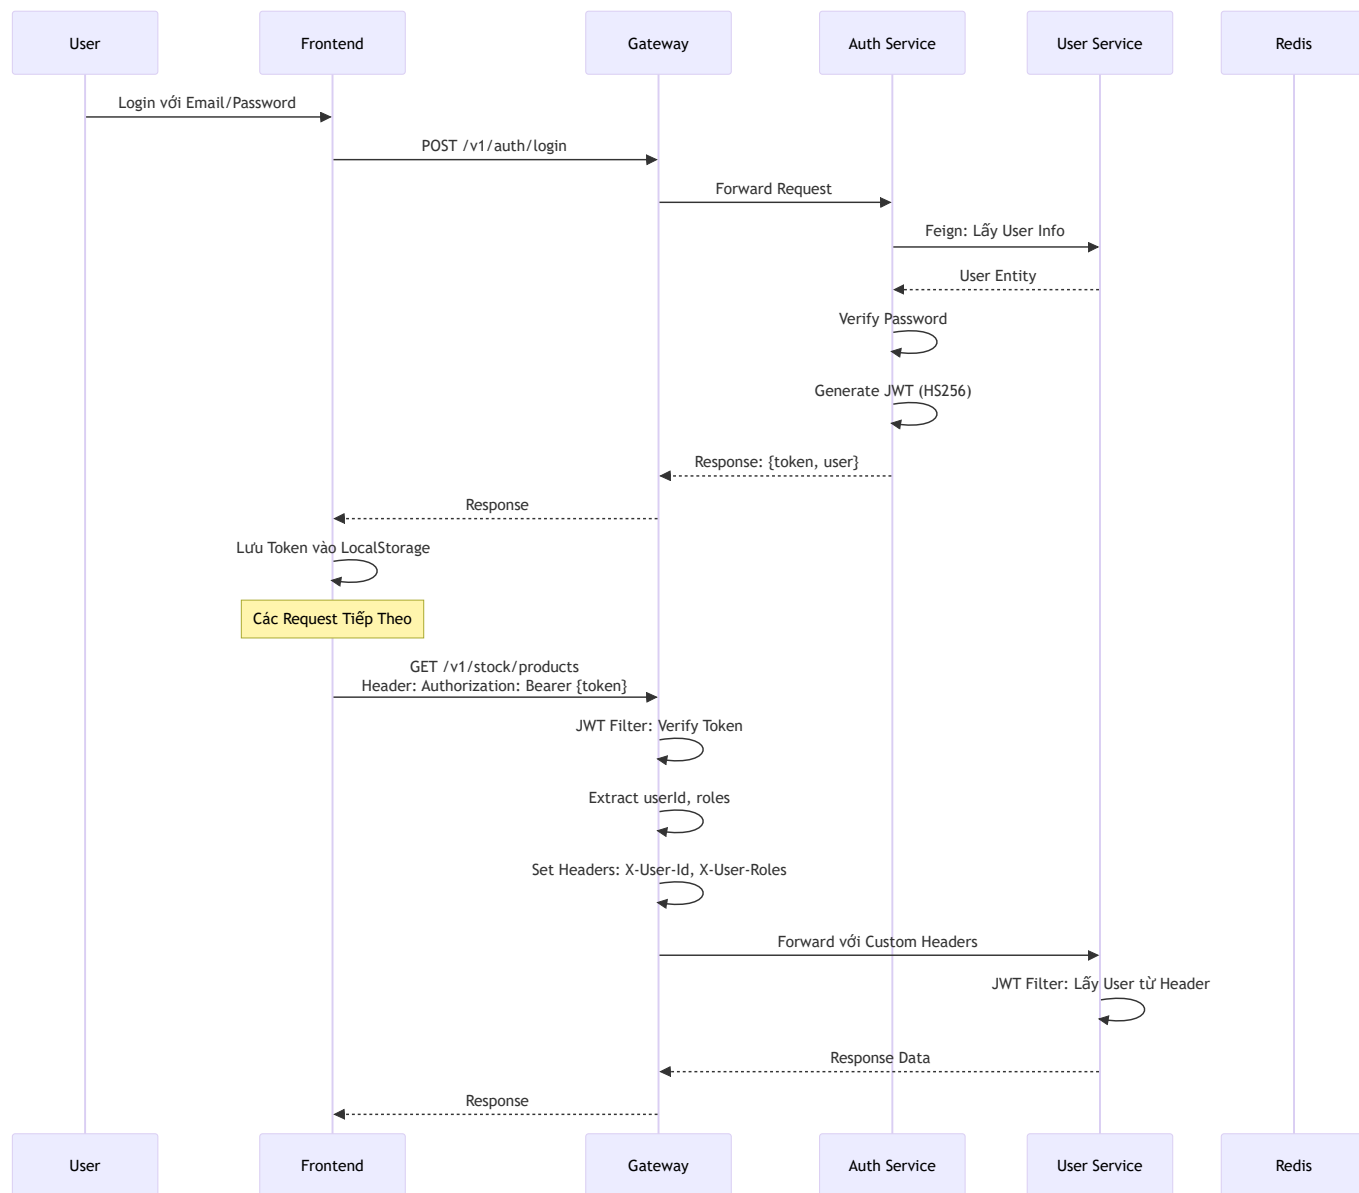 User
Frontend
Gateway
Auth Service
User Service
Redis
Login với Email/Password
POST /v1/auth/login
Forward Request
Feign: Lấy User Info
User Entity
Verify Password
Generate JWT (HS256)
Response: {token, user}
Response
Lưu Token vào LocalStorage
Các Request Tiếp Theo
GET /v1/stock/products
Header: Authorization: Bearer {token}
JWT Filter: Verify Token
Extract userId, roles
Set Headers: X-User-Id, X-User-Roles
Forward với Custom Headers
JWT Filter: Lấy User từ Header
Response Data
Response
User
Frontend
Gateway
Auth Service
User Service
Redis